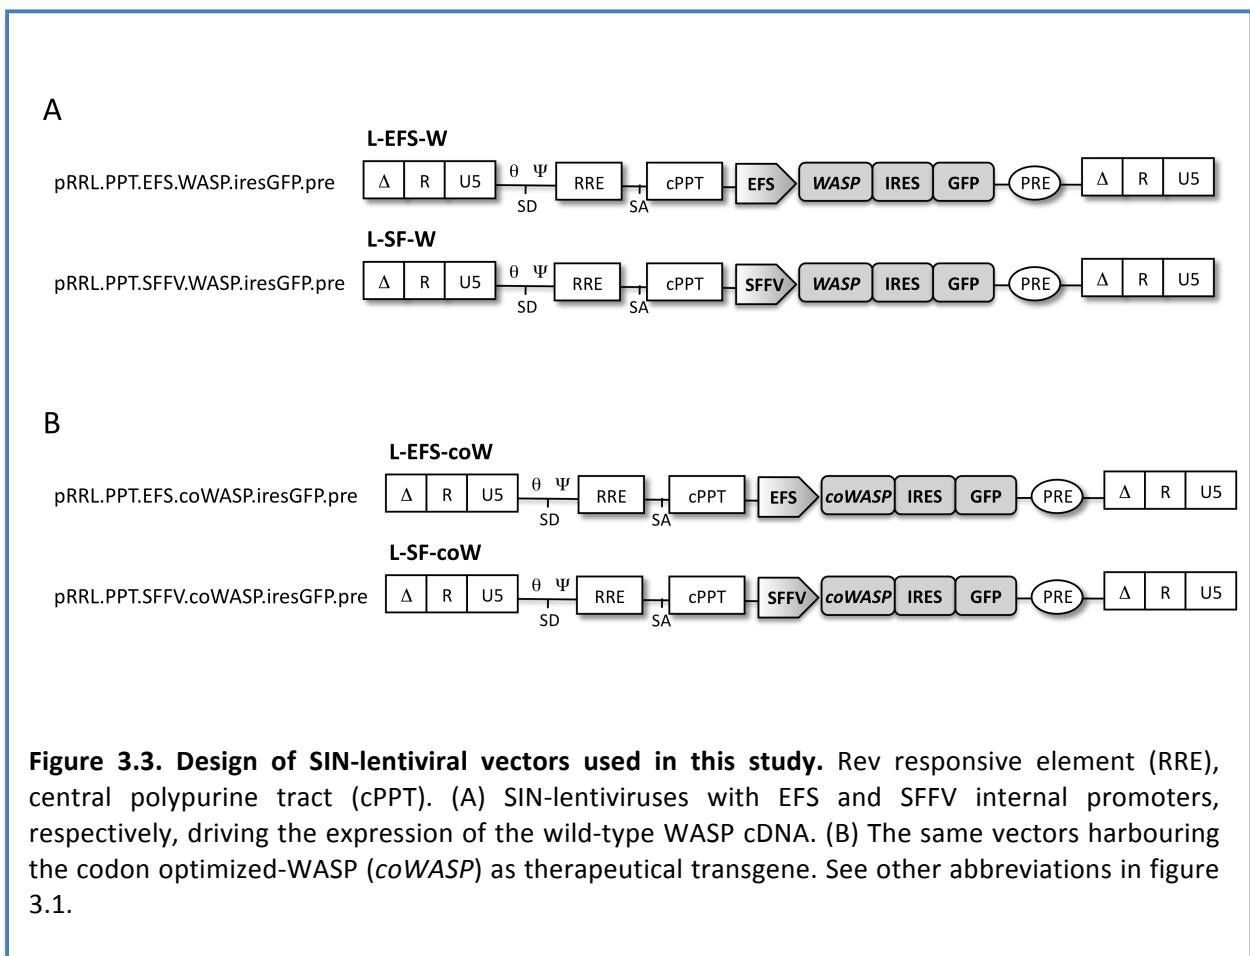 A
L-EFS-W
pRRL.PPT.EFS.WASP.iresGFP.pre Δ R U5 θ Ψ RRE cPPT EFS WASP IRES GFP PRE Δ R U5
SD SA
L-SF-W
pRRL.PPT.SFFV.WASP.iresGFP.pre Δ R U5 θ Ψ RRE cPPT SFFV WASP IRES GFP PRE Δ R U5
SD SA
B
L-EFS-coW
pRRL.PPT.EFS.coWASP.iresGFP.pre Δ R U5 θ Ψ RRE cPPT EFS coWASP IRES GFP PRE Δ R U5
SD SA
L-SF-coW
pRRL.PPT.SFFV.coWASP.iresGFP.pre Δ R U5 θ Ψ RRE cPPT SFFV coWASP IRES GFP PRE Δ R U5
SD SA
Figure 3.3. Design of SIN-lentiviral vectors used in this study. Rev responsive element (RRE),
central polypurine tract (cPPT). (A) SIN-lentiviruses with EFS and SFFV internal promoters,
respectively, driving the expression of the wild-type WASP cDNA. (B) The same vectors harbouring
the codon optimized-WASP (coWASP) as therapeutical transgene. See other abbreviations in figure
3.1.